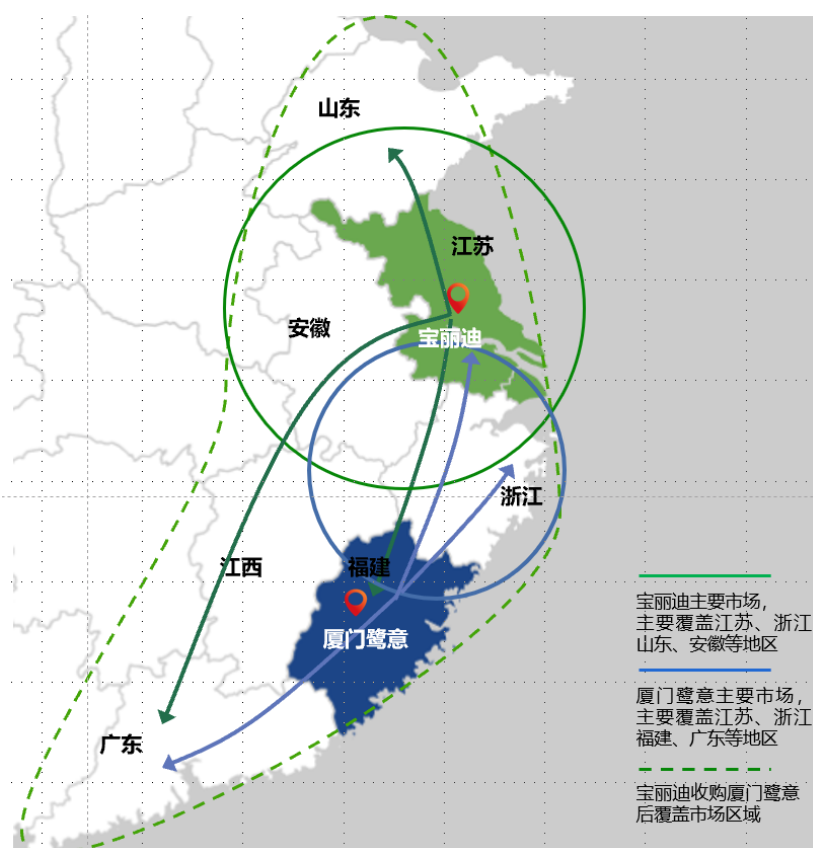 山东
江苏
安徽
宝丽迪
浙江
江西
福建
厦门鹭意
广东
宝丽迪主要市场，
主要覆盖江苏、浙江
山东、安徽等地区
厦门鹭意主要市场，
主要覆盖江苏、浙江
福建、广东等地区
宝丽迪收购厦门鹭意
后覆盖市场区域